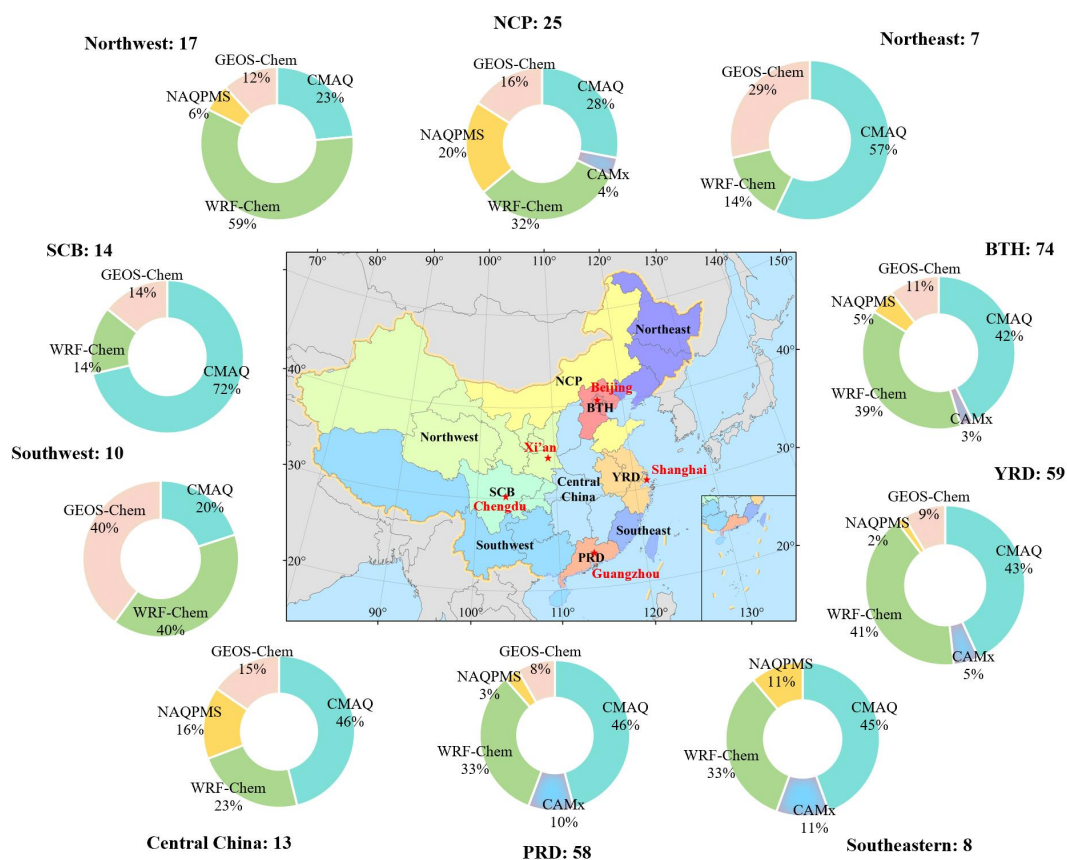 NCP: 25
Northwest: 17
Northeast: 7
GEOS-Chem
12%
CMAQ
23%
NAQPMS
6%
WRF-Chem
59%
GEOS-Chem
16%
CMAQ
28%
NAQPMS
20%
CAMx
4%
WRF-Chem
32%
GEOS-Chem
29%
CMAQ
57%
WRF-Chem
14%
SCB: 14
GEOS-Chem
14%
WRF-Chem
14%
CMAQ
72%
70° 80° 90° 100° 110° 120° 130° 140° 150°
40°
30°
20°
40°
30°
20°
90° 100° 110° 120° 130°
Northeast
NCP
Beijing
BTH
Northwest
Xi'an
Shanghai
YRD
Central
China
SCB
Chengdu
Southeast
Southwest
PRD
Guangzhou
BTH: 74
GEOS-Chem
11%
NAQPMS
5%
CMAQ
42%
WRF-Chem
39%
CAMx
3%
Southwest: 10
GEOS-Chem
40%
CMAQ
20%
WRF-Chem
40%
YRD: 59
GEOS-Chem
9%
NAQPMS
2%
CMAQ
43%
WRF-Chem
41%
CAMx
5%
GEOS-Chem
15%
NAQPMS
16%
CMAQ
46%
WRF-Chem
23%
Central China: 13
GEOS-Chem
8%
NAQPMS
3%
CMAQ
46%
WRF-Chem
33%
CAMx
10%
PRD: 58
NAQPMS
11%
CMAQ
45%
WRF-Chem
33%
CAMx
11%
Southeastern: 8